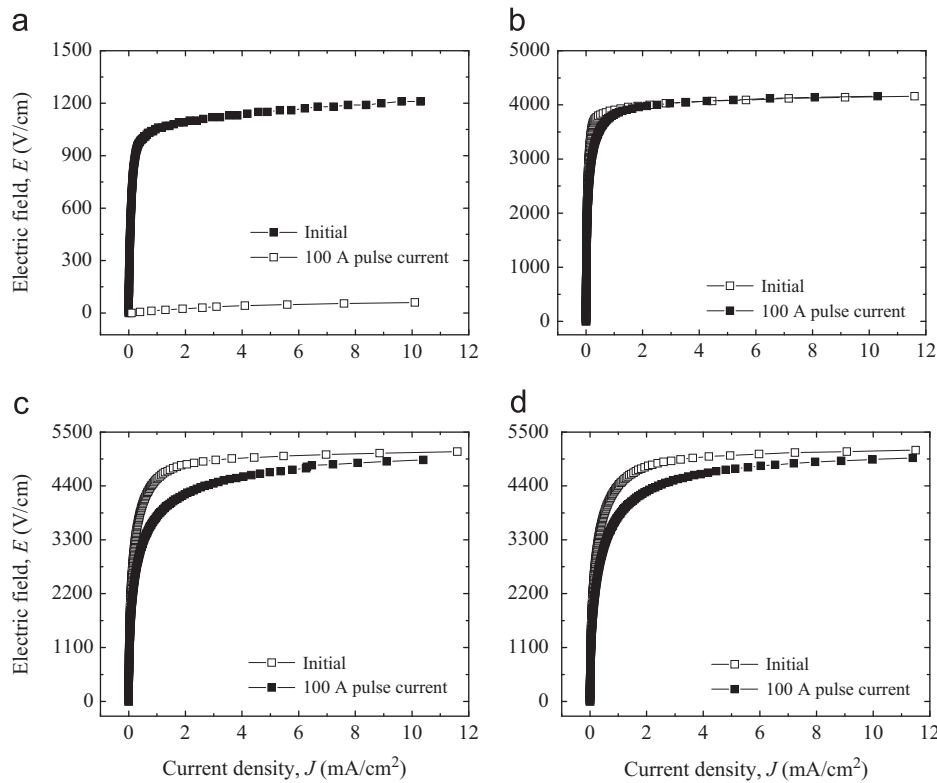 a
1500
1200
900
600
300
0
Electric field, E (V/cm)
Initial
100 A pulse current
0 2 4 6 8 10 12
b
5000
4000
3000
2000
1000
0
Initial
100 A pulse current
0 2 4 6 8 10 12
c
5500
4400
3300
2200
1100
0
Electric field, E (V/cm)
Initial
100 A pulse current
0 2 4 6 8 10 12
Current density, J (mA/cm²)
d
5500
4400
3300
2200
1100
0
Initial
100 A pulse current
0 2 4 6 8 10 12
Current density, J (mA/cm²)